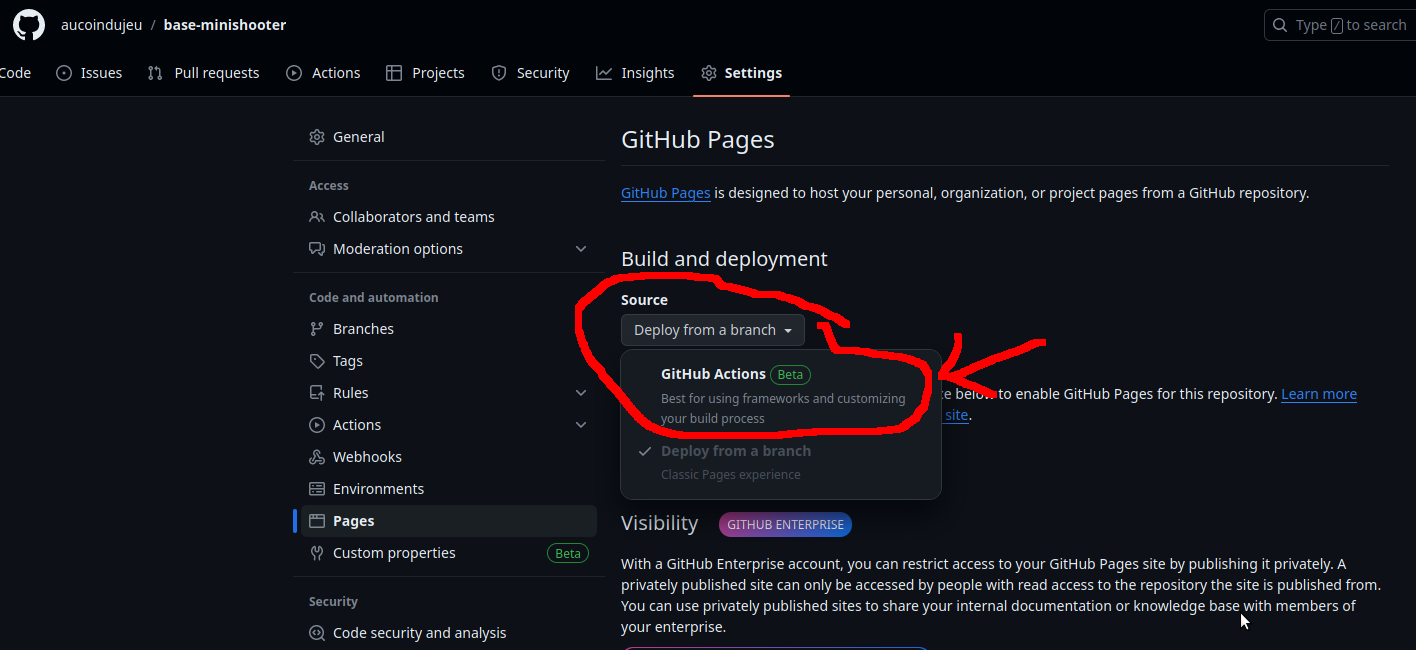 aucoindujeu / base-minishooter
Type / to search
Code Issues Pull requests Actions Projects Security Insights Settings
General
Access
Collaborators and teams
Moderation options
Code and automation
Branches
Tags
Rules
Actions
Webhooks
Environments
Pages
Custom properties Beta
Security
Code security and analysis
GitHub Pages
GitHub Pages is designed to host your personal, organization, or project pages from a GitHub repository.
Build and deployment
Source
Deploy from a branch
GitHub Actions Beta
Best for using frameworks and customizing
your build process
Deploy from a branch
Classic Pages experience
below to enable GitHub Pages for this repository. Learn more
site.
Visibility GITHUB ENTERPRISE
With a GitHub Enterprise account, you can restrict access to your GitHub Pages site by publishing it privately. A
privately published site can only be accessed by people with read access to the repository the site is published from.
You can use privately published sites to share your internal documentation or knowledge base with members of
your enterprise.